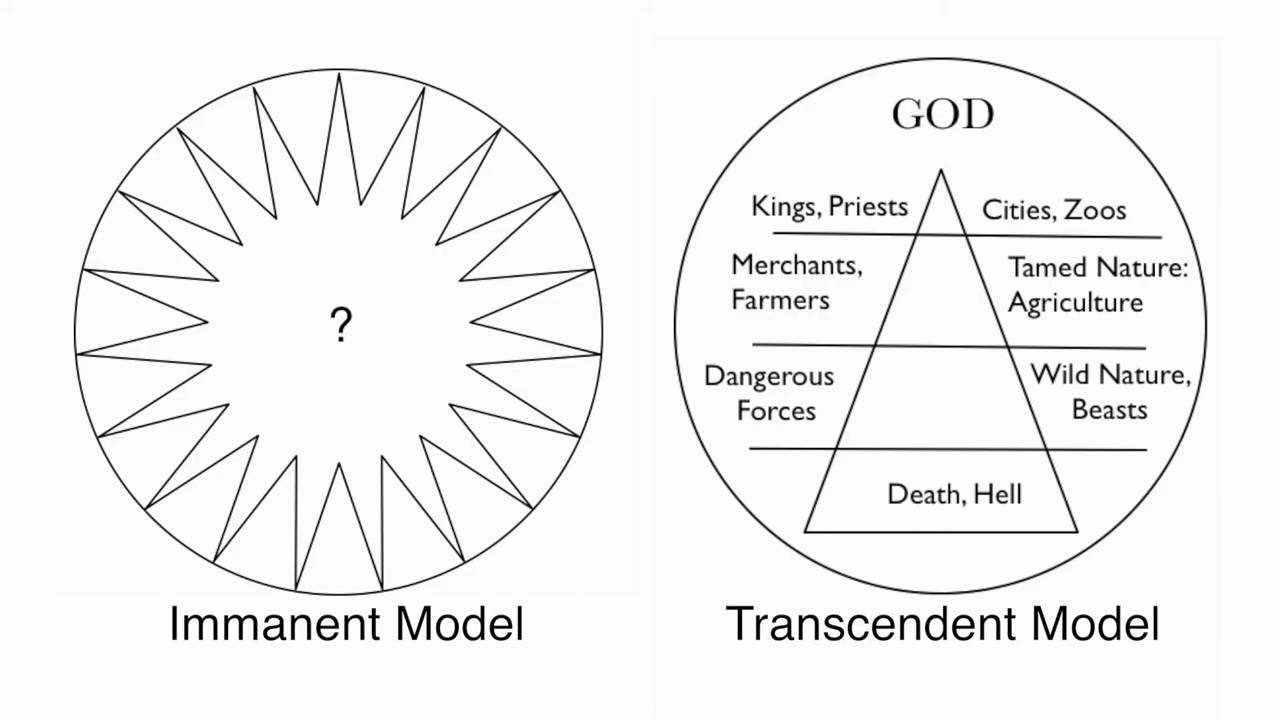 ?
Immanent Model
GOD
Kings, Priests
Cities, Zoos
Merchants,
Farmers
Tamed Nature:
Agriculture
Dangerous
Forces
Wild Nature,
Beasts
Death, Hell
Transcendent Model